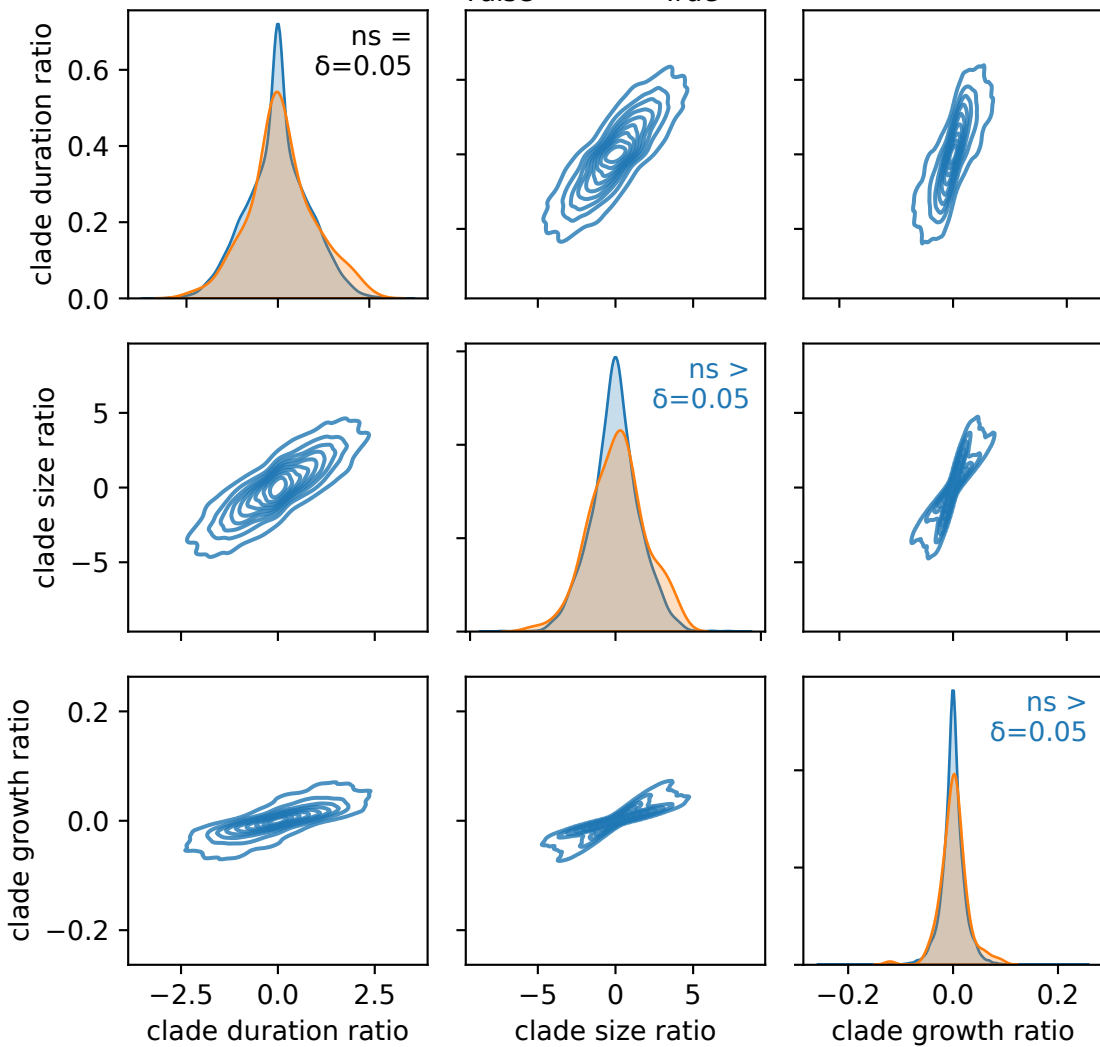 clade duration ratio
0.6
0.4
0.2
0.0
ns =
δ=0.05
clade size ratio
5
0
−5
ns >
δ=0.05
clade growth ratio
0.2
0.0
−0.2
ns >
δ=0.05
−2.5 0.0 2.5
−5 0 5
−0.2 0.0 0.2
clade duration ratio
clade size ratio
clade growth ratio